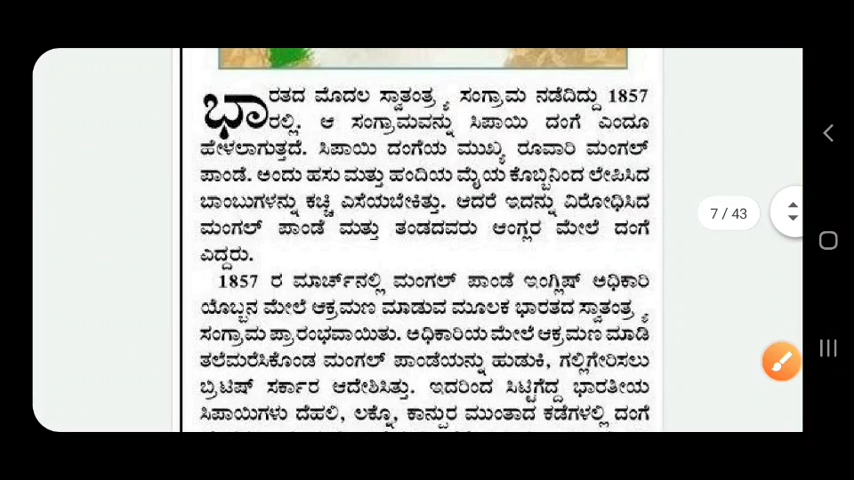 ಭಾರತದ ಮೊದಲ ಸ್ವಾತಂತ್ರ್ಯ ಸಂಗ್ರಾಮ ನಡೆದಿದ್ದು 1857
ರಲ್ಲಿ. ಆ ಸಂಗ್ರಾಮವನ್ನು ಸಿಪಾಯಿ ದಂಗೆ ಎಂದೂ
ಹೇಳಲಾಗುತ್ತದೆ. ಸಿಪಾಯಿ ದಂಗೆಯ ಮುಖ್ಯ ರೂವಾರಿ ಮಂಗಲ್
ಪಾಂಡೆ. ಅಂದು ಹಸು ಮತ್ತು ಹಂದಿಯ ಮೈಯ ಕೊಬ್ಬಿನಿಂದ ಲೇಪಿಸಿದ
ಬಾಂಬುಗಳನ್ನು ಕಚ್ಚಿ ಎಸೆಯಬೇಕಿತ್ತು. ಆದರೆ ಇದನ್ನು ವಿರೋಧಿಸಿದ
ಮಂಗಲ್ ಪಾಂಡೆ ಮತ್ತು ತಂಡದವರು ಆಂಗ್ಲರ ಮೇಲೆ ದಂಗೆ
ಎದ್ದರು.
1857 ರ ಮಾರ್ಚ್‌ನಲ್ಲಿ ಮಂಗಲ್ ಪಾಂಡೆ ಇಂಗ್ಲಿಷ್ ಅಧಿಕಾರಿ
ಯೊಬ್ಬನ ಮೇಲೆ ಆಕ್ರಮಣ ಮಾಡುವ ಮೂಲಕ ಭಾರತದ ಸ್ವಾತಂತ್ರ್ಯ
ಸಂಗ್ರಾಮ ಪ್ರಾರಂಭವಾಯಿತು. ಅಧಿಕಾರಿಯ ಮೇಲೆ ಆಕ್ರಮಣ ಮಾಡಿ
ತಲೆಮರೆಸಿಕೊಂಡ ಮಂಗಲ್ ಪಾಂಡೆಯನ್ನು ಹುಡುಕಿ, ಗಲ್ಲಿಗೇರಿಸಲು
ಬ್ರಿಟಿಷ್ ಸರ್ಕಾರ ಆದೇಶಿಸಿತ್ತು. ಇದರಿಂದ ಸಿಟ್ಟಿಗೆದ್ದ ಭಾರತೀಯ
ಸಿಪಾಯಿಗಳು ದೆಹಲಿ, ಲಕ್ನೊ, ಕಾನ್ಪುರ ಮುಂತಾದ ಕಡೆಗಳಲ್ಲಿ ದಂಗೆ
7 / 43